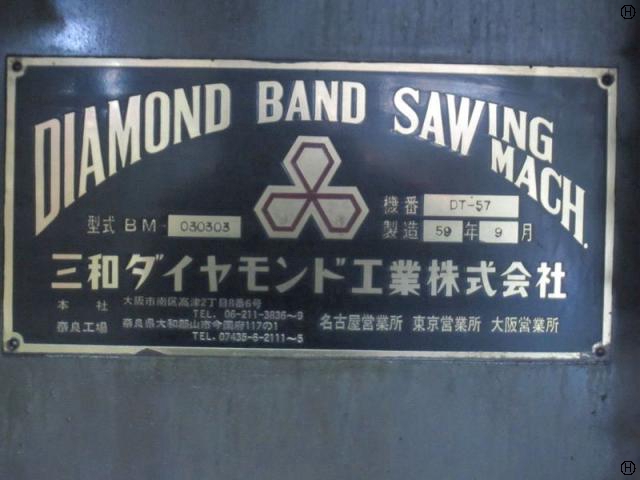 DIAMOND BAND SAWING MACH.
機番 DT-57
型式 BM- 030303
製造 59 年 9 月
三和ダイヤモンド工業株式会社
本社 大阪市南区高津2丁目8番6号
TEL. 06-211-3836～9
奈良工場 奈良県大和郡山市今国府117の1
TEL. 07435-6-2111～5
名古屋営業所 東京営業所 大阪営業所
H
H